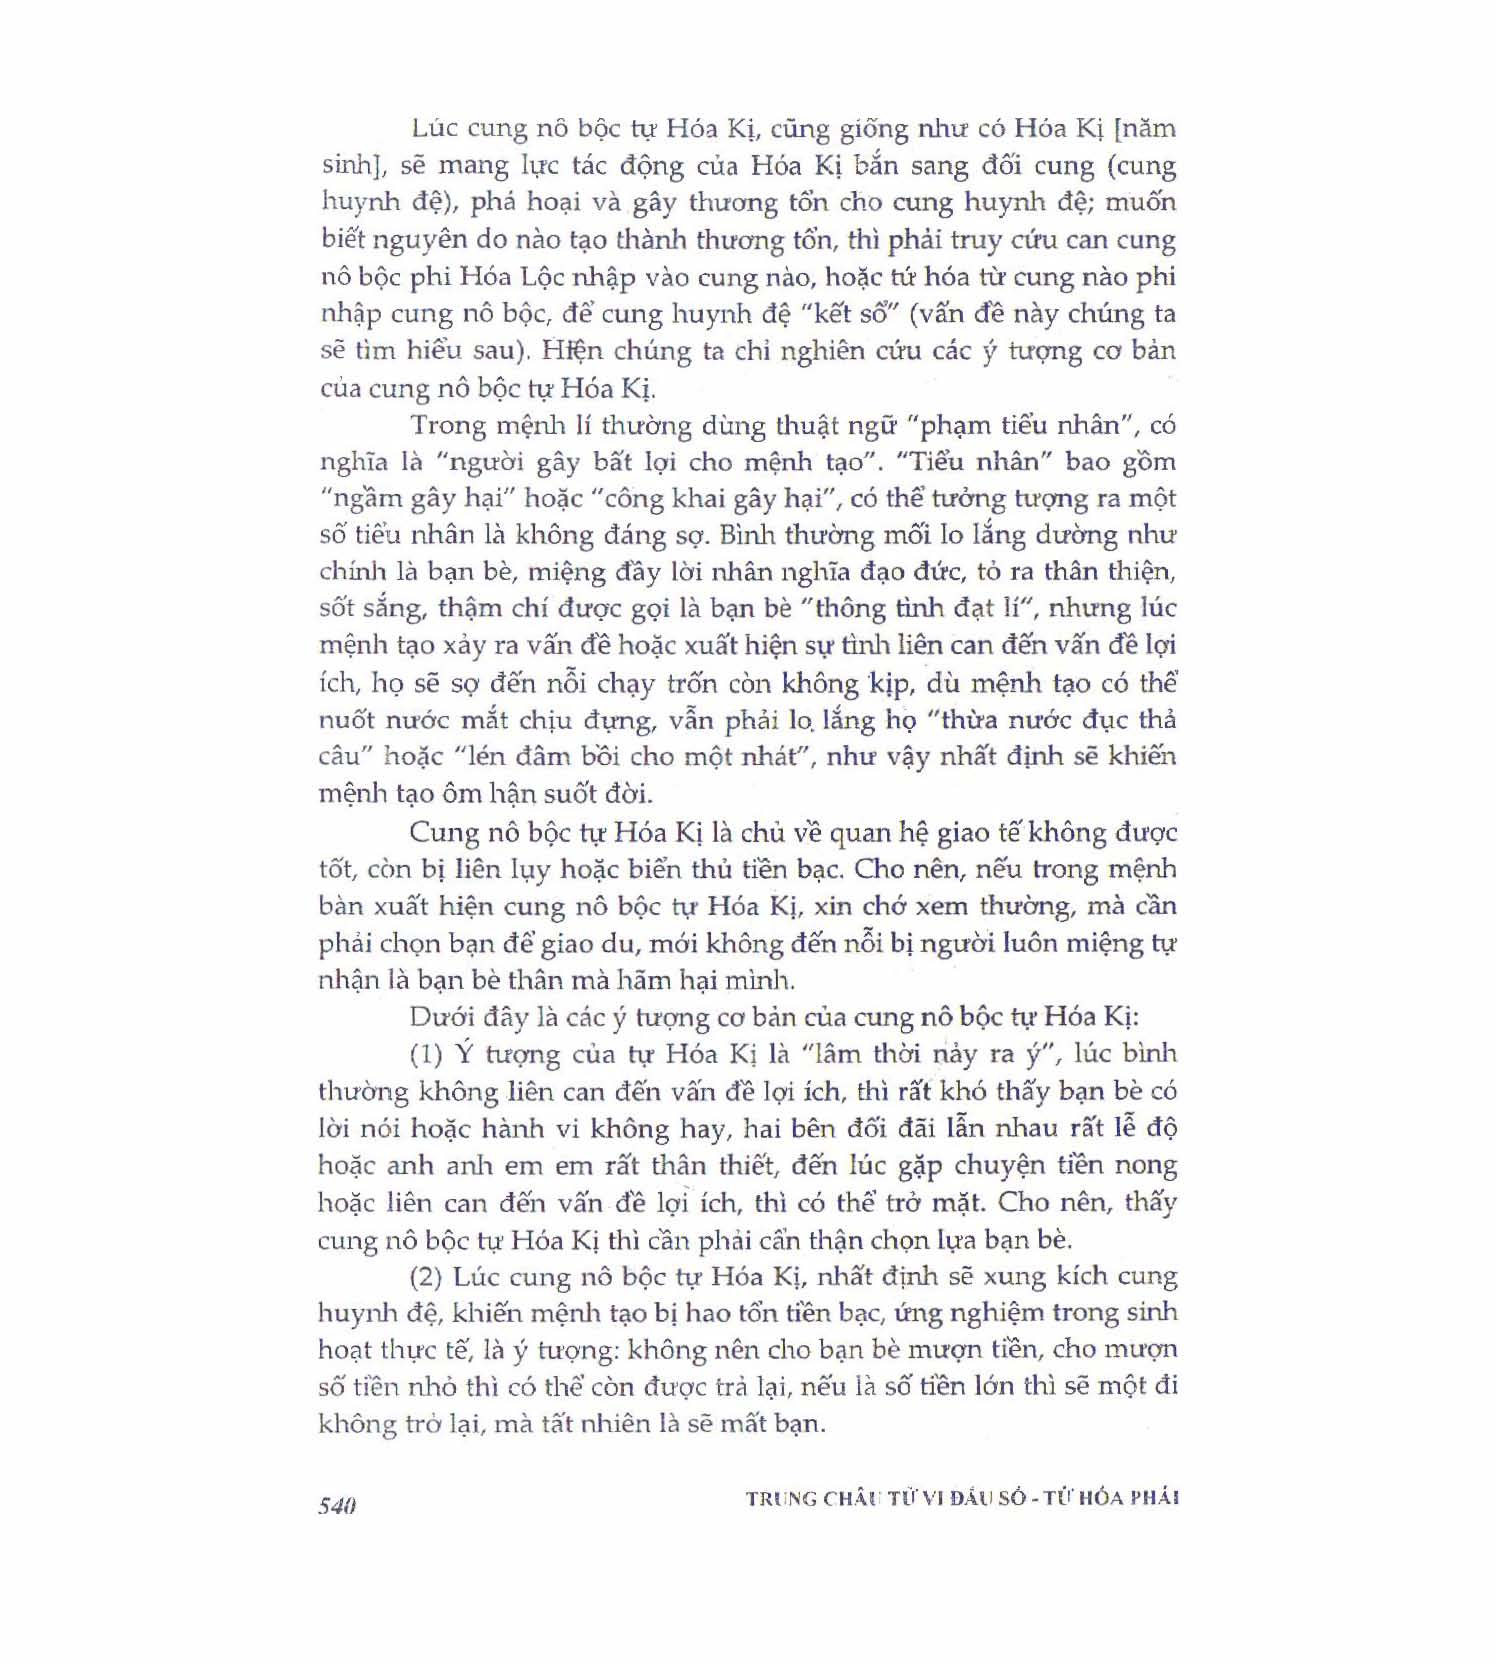 Lúc cung nô bộc tự Hóa Kị, cũng giống như có Hóa Kị [năm
sinh], sẽ mang lực tác động của Hóa Kị bắn sang đối cung (cung
huynh đệ), phá hoại và gây thương tổn cho cung huynh đệ; muốn
biết nguyên do nào tạo thành thương tổn, thì phải truy cứu can cung
nô bộc phi Hóa Lộc nhập vào cung nào, hoặc tứ hóa từ cung nào phi
nhập cung nô bộc, để cung huynh đệ "kết sổ" (vấn đề này chúng ta
sẽ tìm hiểu sau). Hiện chúng ta chỉ nghiên cứu các ý tượng cơ bản
của cung nô bộc tự Hóa Kị.
Trong mệnh lí thường dùng thuật ngữ "phạm tiểu nhân", có
nghĩa là "người gây bất lợi cho mệnh tạo". "Tiểu nhân" bao gồm
"ngầm gây hại" hoặc "công khai gây hại", có thể tưởng tượng ra một
số tiểu nhân là không đáng sợ. Bình thường mối lo lắng dường như
chính là bạn bè, miệng đầy lời nhân nghĩa đạo đức, tỏ ra thân thiện,
sốt sắng, thậm chí được gọi là bạn bè "thông tình đạt lí", nhưng lúc
mệnh tạo xảy ra vấn đề hoặc xuất hiện sự tình liên can đến vấn đề lợi
ích, họ sẽ sợ đến nỗi chạy trốn còn không kịp, dù mệnh tạo có thể
nuốt nước mắt chịu đựng, vẫn phải lo lắng họ "thừa nước đục thả
câu" hoặc "lén đâm bồi cho một nhát", như vậy nhất định sẽ khiến
mệnh tạo ôm hận suốt đời.
Cung nô bộc tự Hóa Kị là chủ về quan hệ giao tế không được
tốt, còn bị liên lụy hoặc biển thủ tiền bạc. Cho nên, nếu trong mệnh
bàn xuất hiện cung nô bộc tự Hóa Kị, xin chớ xem thường, mà cần
phải chọn bạn để giao du, mới không đến nỗi bị người luôn miệng tự
nhận là bạn bè thân mà hãm hại mình.
Dưới đây là các ý tượng cơ bản của cung nô bộc tự Hóa Kị:
(1) Ý tượng của tự Hóa Kị là "lâm thời nảy ra ý", lúc bình
thường không liên can đến vấn đề lợi ích, thì rất khó thấy bạn bè có
lời nói hoặc hành vi không hay, hai bên đối đãi lẫn nhau rất lễ độ
hoặc anh anh em em rất thân thiết, đến lúc gặp chuyện tiền nong
hoặc liên can đến vấn đề lợi ích, thì có thể trở mặt. Cho nên, thấy
cung nô bộc tự Hóa Kị thì cần phải cẩn thận chọn lựa bạn bè.
(2) Lúc cung nô bộc tự Hóa Kị, nhất định sẽ xung kích cung
huynh đệ, khiến mệnh tạo bị hao tổn tiền bạc, ứng nghiệm trong sinh
hoạt thực tế, là ý tượng: không nên cho bạn bè mượn tiền, cho mượn
số tiền nhỏ thì có thể còn được trả lại, nếu là số tiền lớn thì sẽ một đi
không trở lại, mà tất nhiên là sẽ mất bạn.
540
TRUNG CHÂU TỬ VI ĐẨU SỐ - TỨ HÓA PHÁI